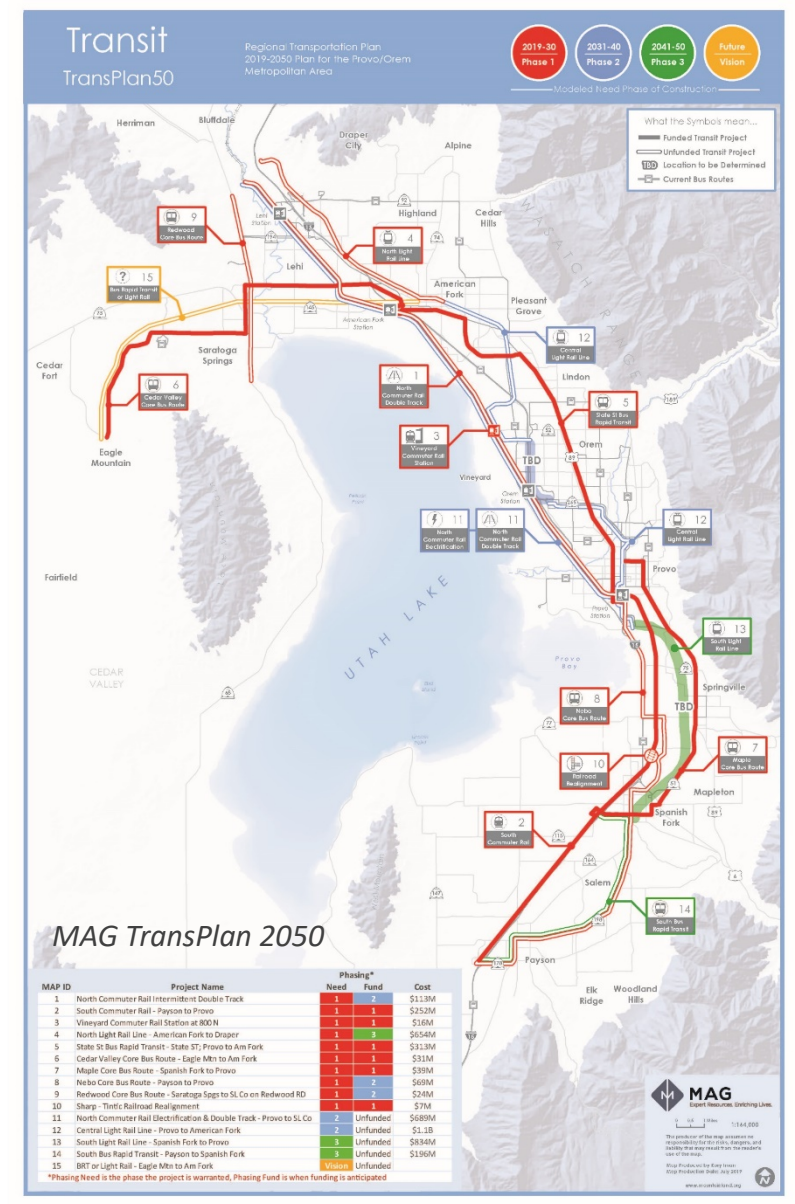 Transit
TransPlan50
Regional Transportation Plan
2019-2050 Plan for the Provo/Orem
Metropolitan Area
2019-30
Phase 1
2031-40
Phase 2
2041-50
Phase 3
Future
Vision
Modeled Need Phase of Construction
What the Symbols mean...
Funded Transit Project
Unfunded Transit Project
TBD Location to be Determined
Current Bus Routes
Herriman
Bluffdale
Draper
City
Alpine
Highland
Cedar
Hills
9
Redwood
Core Bus Route
Lehi
Station
4
North Light
Rail Line
Lehi
? 15
Bus Rapid Transit
or Light Rail
American
Fork
Pleasant
Grove
American Fork
Station
12
Central
Light Rail Line
Saratoga
Springs
Cedar
Fort
6
Cedar Valley
Core Bus Route
1
North
Commuter Rail
Double Track
Lindon
5
State St Bus
Rapid Transit
Eagle
Mountain
3
Vineyard
Commuter Rail
Station
Orem
89
TBD
Vineyard
Orem
Station
11
North
Commuter Rail
Electrification
11
North
Commuter Rail
Double Track
12
Central
Light Rail Line
Provo
Fairfield
Provo
Station
UTAH LAKE
13
South Light
Rail Line
Provo
Bay
CEDAR
VALLEY
68
Springville
TBD
8
Nebo
Core Bus Route
7
Maple
Core Bus Route
10
Railroad
Realignment
Mapleton
Spanish
Fork
2
South
Commuter Rail
Salem
14
South Bus
Rapid Transit
Payson
Elk
Ridge
Woodland
Hills
MAG TransPlan 2050
Phasing*
MAP ID Project Name Need Fund Cost
1 North Commuter Rail Intermittent Double Track 1 2 $113M
2 South Commuter Rail - Payson to Provo 1 1 $252M
3 Vineyard Commuter Rail Station at 800 N 1 1 $16M
4 North Light Rail Line - American Fork to Draper 1 3 $654M
5 State St Bus Rapid Transit - State ST; Provo to Am Fork 1 1 $313M
6 Cedar Valley Core Bus Route - Eagle Mtn to Am Fork 1 1 $31M
7 Maple Core Bus Route - Spanish Fork to Provo 1 1 $39M
8 Nebo Core Bus Route - Payson to Provo 1 2 $69M
9 Redwood Core Bus Route - Saratoga Spgs to SL Co on Redwood RD 1 2 $24M
10 Sharp - Tintic Railroad Realignment 1 1 $7M
11 North Commuter Rail Electrification & Double Track - Provo to SL Co 2 Unfunded $689M
12 Central Light Rail Line - Provo to American Fork 2 Unfunded $1.1B
13 South Light Rail Line - Spanish Fork to Provo 3 Unfunded $834M
14 South Bus Rapid Transit - Payson to Spanish Fork 3 Unfunded $196M
15 BRT or Light Rail - Eagle Mtn to Am Fork Vision Unfunded
*Phasing Need is the phase the project is warranted, Phasing Fund is when funding is anticipated
MAG
Expert Resources. Enriching Lives.
1:164,000